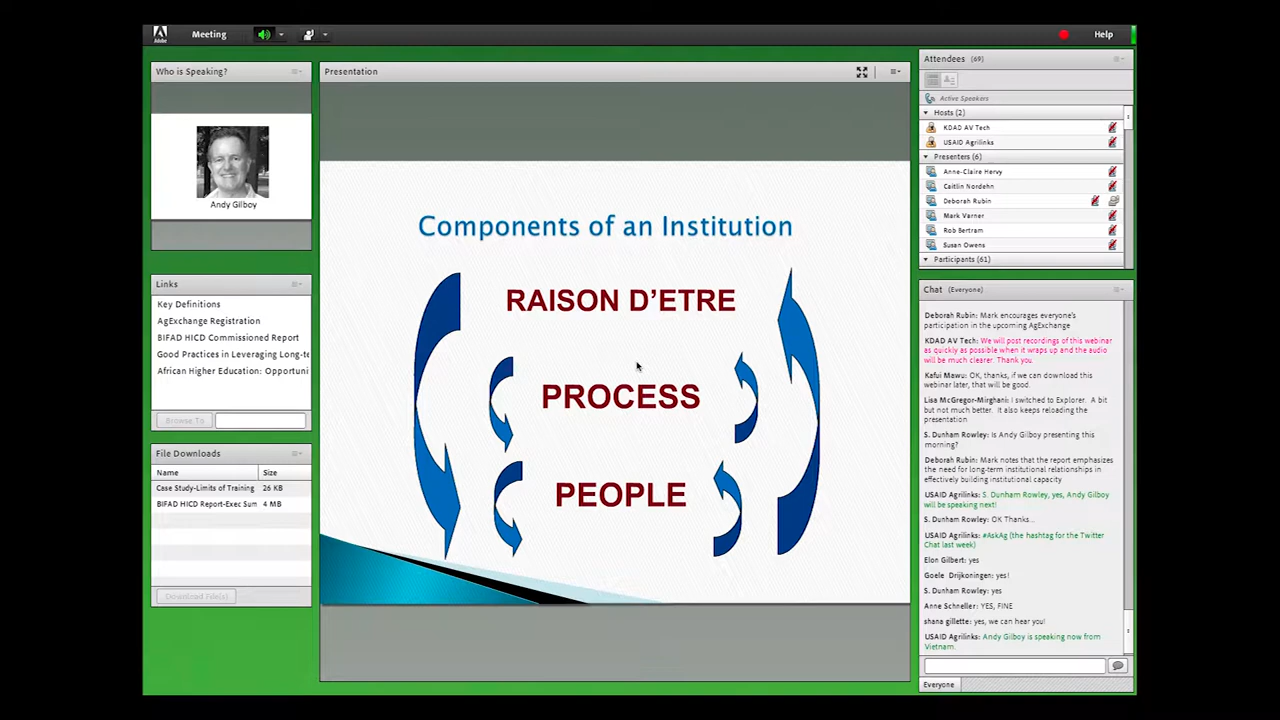 Adobe
Meeting
Help
Who is Speaking?
Andy Gilboy
Links
Key Definitions
AgExchange Registration
BIFAD HICD Commissioned Report
Good Practices in Leveraging Long-te
African Higher Education: Opportuni
Browse To
File Downloads
Name Size
Case Study-Limits of Training 26 KB
BIFAD HICD Report-Exec Sum 4 MB
Download File(s)
Presentation
Components of an Institution
RAISON D’ETRE
PROCESS
PEOPLE
Attendees (69)
Active Speakers
Hosts (2)
KDAD AV Tech
USAID Agrilinks
Presenters (6)
Anne-Claire Hervy
Caitlin Nordehn
Deborah Rubin
Mark Varner
Rob Bertram
Susan Owens
Participants (61)
Chat (Everyone)
Deborah Rubin: Mark encourages everyone's
participation in the upcoming AgExchange
KDAD AV Tech: We will post recordings of this webinar
as quickly as possible when it wraps up and the audio
will be much clearer. Thank you.
Kafui Mawu: OK, thanks, if we can download this
webinar later, that will be good.
Lisa McGregor-Mirghani: I switched to Explorer. A bit
but not much better. It also keeps reloading the
presentation
S. Dunham Rowley: Is Andy Gilboy presenting this
morning?
Deborah Rubin: Mark notes that the report emphasizes
the need for long-term institutional relationships in
effectively building institutional capacity
USAID Agrilinks: S. Dunham Rowley, yes, Andy Gilboy
will be speaking next!
S. Dunham Rowley: OK Thanks...
USAID Agrilinks: #AskAg (the hashtag for the Twitter
Chat last week)
Elon Gilbert: yes
Goele Drijkoningen: yes!
S. Dunham Rowley: yes
Anne Schneller: YES, FINE
shana gillette: yes, we can hear you!
USAID Agrilinks: Andy Gilboy is speaking now from
Vietnam.
Everyone